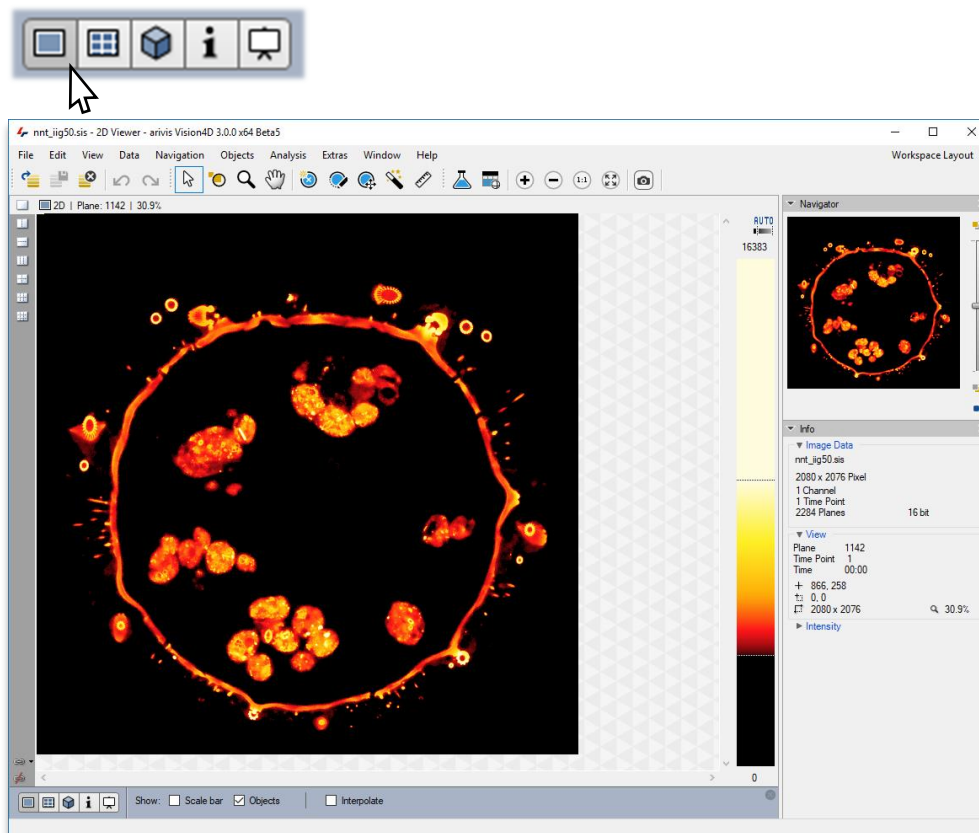 nnt_iig50.sis - 2D Viewer - arivis Vision4D 3.0.0 x64 Beta5
File Edit View Data Navigation Objects Analysis Extras Window Help Workspace Layout
1:1
2D | Plane: 1142 | 30.9%
AUTO
16383
0
Navigator
Info
Image Data
nnt_iig50.sis
2080 x 2076 Pixel
1 Channel
1 Time Point
2284 Planes 16 bit
View
Plane 1142
Time Point 1
Time 00:00
866, 258
0, 0
2080 x 2076 30.9%
Intensity
Show: Scale bar Objects Interpolate